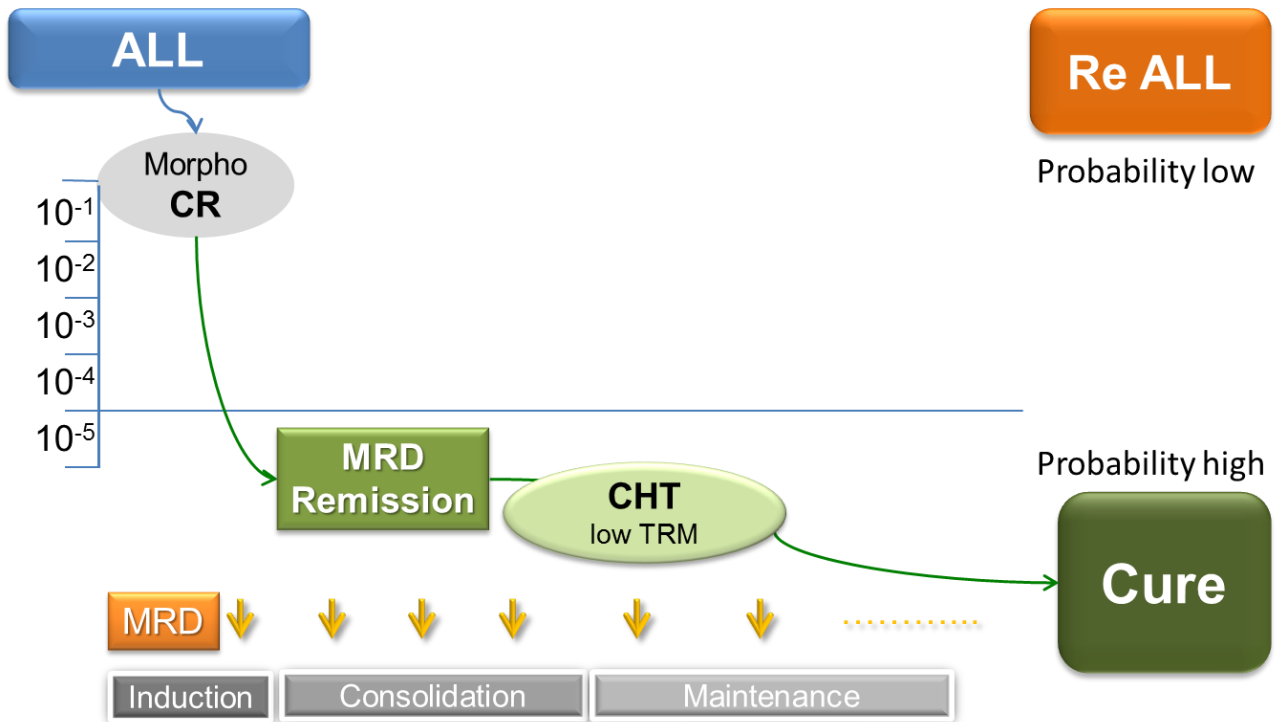 ALL
Re ALL
Morpho
CR
Probability low
10⁻¹
10⁻²
10⁻³
10⁻⁴
10⁻⁵
MRD
Remission
CHT
low TRM
Probability high
Cure
MRD
Induction
Consolidation
Maintenance